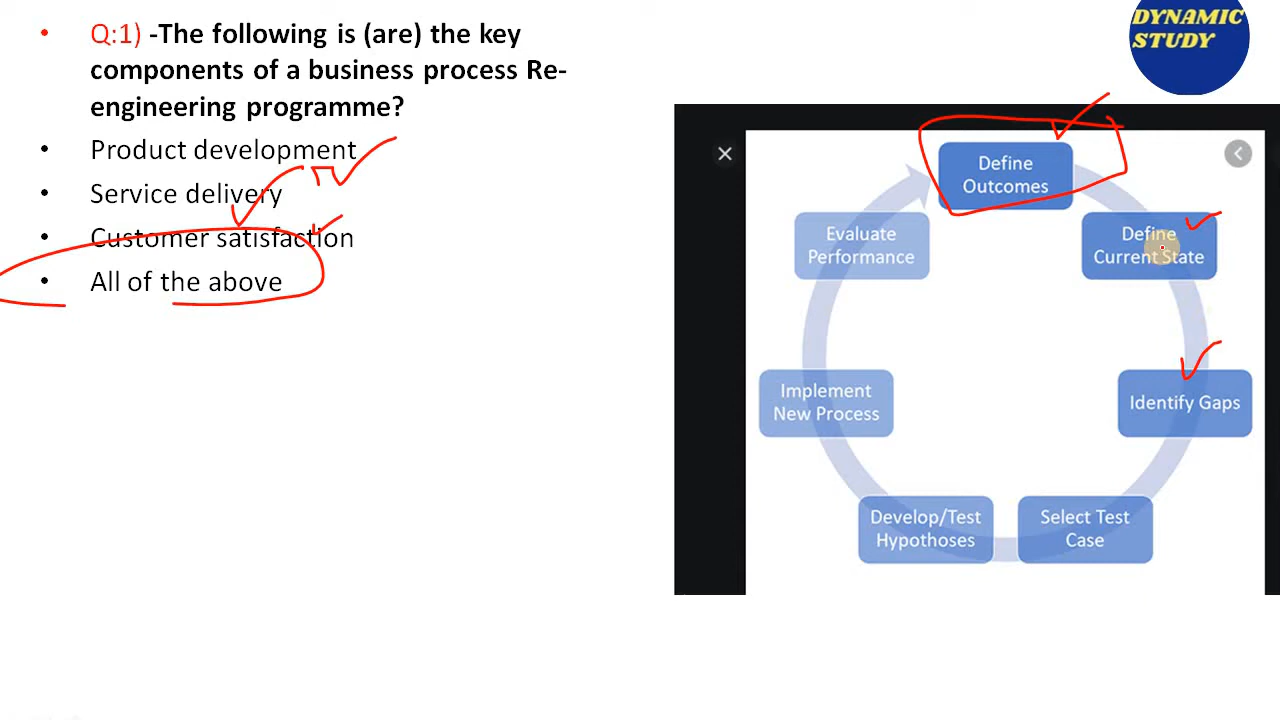 Q:1) -The following is (are) the key
components of a business process Re-
engineering programme?
Product development
Service delivery
Customer satisfaction
All of the above
DYNAMIC
STUDY
Define
Outcomes
Define
Current State
Identify Gaps
Select Test
Case
Develop/Test
Hypothoses
Implement
New Process
Evaluate
Performance